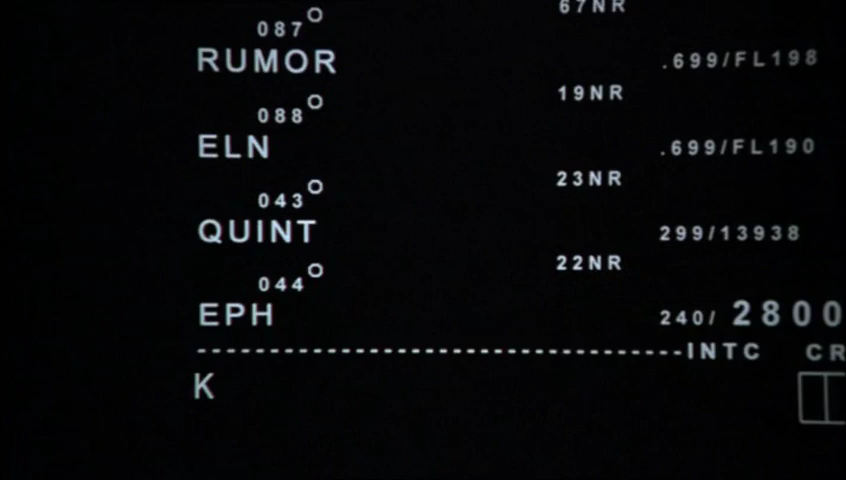 67NR
087°
RUMOR .699/FL198
19NR
088°
ELN .699/FL190
23NR
043°
QUINT 299/13938
22NR
044°
EPH 240/ 2800
--------------------------------INTC CR
K